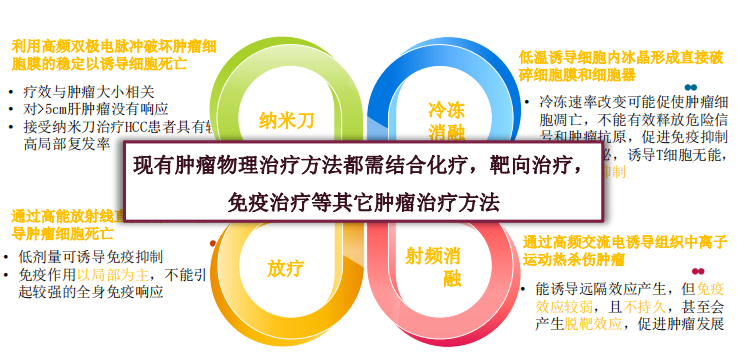 利用高频双极电脉冲破坏肿瘤细
胞膜的稳定以诱导细胞死亡
• 疗效与肿瘤大小相关
• 对>5cm肝肿瘤没有响应
• 接受纳米刀治疗HCC患者具有较
高局部复发率
纳米刀
冷冻
消融
低温诱导细胞内冰晶形成直接破
碎细胞膜和细胞器
• 冷冻速率改变可能促使肿瘤细
胞凋亡，不能有效释放危险信
号和肿瘤抗原，促进免疫抑制
，诱导T细胞无能，
抑制
现有肿瘤物理治疗方法都需结合化疗，靶向治疗，
免疫治疗等其它肿瘤治疗方法
通过高能放射线
导肿瘤细胞死亡
• 低剂量可诱导免疫抑制
• 免疫作用以局部为主，不能引
起较强的全身免疫响应
放疗
射频消
融
通过高频交流电诱导组织中离子
运动热杀伤肿瘤
• 能诱导远隔效应产生，但免疫
效应较弱，且不持久，甚至会
产生脱靶效应，促进肿瘤发展